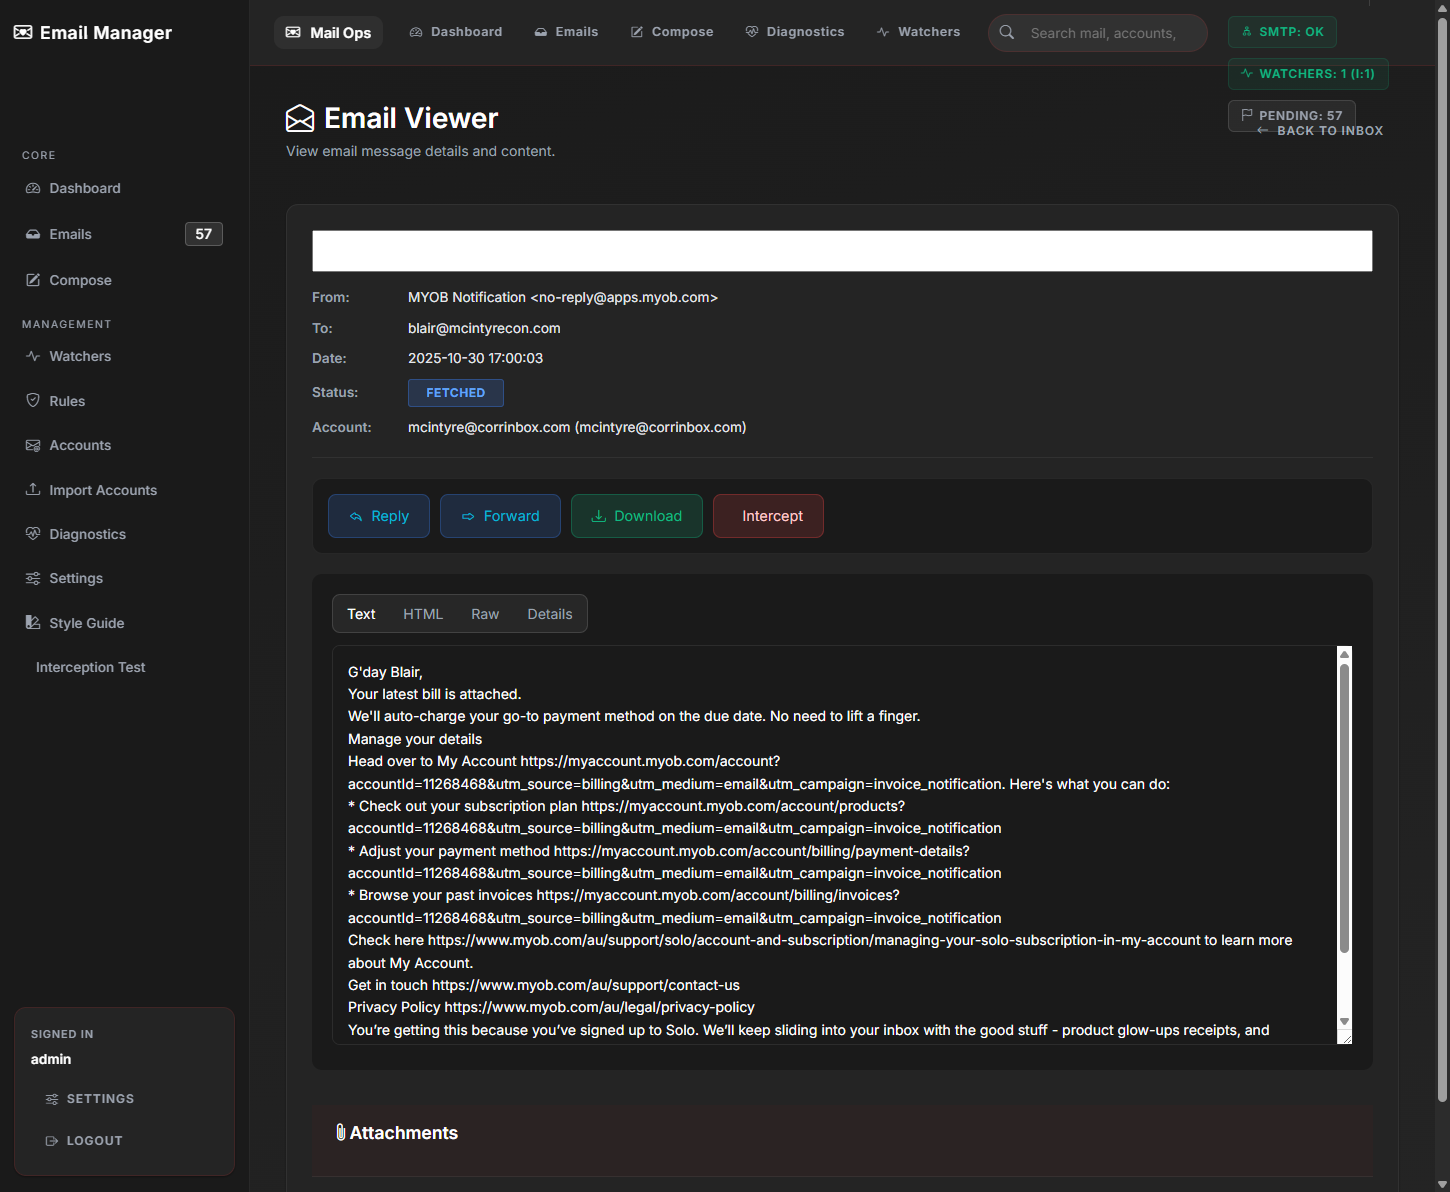 Email Manager
Mail Ops
Dashboard
Emails
Compose
Diagnostics
Watchers
Search mail, accounts,
SMTP: OK
WATCHERS: 1 (I:1)
PENDING: 57
BACK TO INBOX
Email Viewer
View email message details and content.
CORE
Dashboard
Emails
57
Compose
MANAGEMENT
Watchers
Rules
Accounts
Import Accounts
Diagnostics
Settings
Style Guide
Interception Test
SIGNED IN
admin
SETTINGS
LOGOUT
From: MYOB Notification <no-reply@apps.myob.com>
To: blair@mcintyrecon.com
Date: 2025-10-30 17:00:03
Status: FETCHED
Account: mcintyre@corrinbox.com (mcintyre@corrinbox.com)
Reply
Forward
Download
Intercept
Text
HTML
Raw
Details
G'day Blair,
Your latest bill is attached.
We'll auto-charge your go-to payment method on the due date. No need to lift a finger.
Manage your details
Head over to My Account https://myaccount.myob.com/account?
accountId=11268468&utm_source=billing&utm_medium=email&utm_campaign=invoice_notification. Here's what you can do:
* Check out your subscription plan https://myaccount.myob.com/account/products?
accountId=11268468&utm_source=billing&utm_medium=email&utm_campaign=invoice_notification
* Adjust your payment method https://myaccount.myob.com/account/billing/payment-details?
accountId=11268468&utm_source=billing&utm_medium=email&utm_campaign=invoice_notification
* Browse your past invoices https://myaccount.myob.com/account/billing/invoices?
accountId=11268468&utm_source=billing&utm_medium=email&utm_campaign=invoice_notification
Check here https://www.myob.com/au/support/solo/account-and-subscription/managing-your-solo-subscription-in-my-account to learn more
about My Account.
Get in touch https://www.myob.com/au/support/contact-us
Privacy Policy https://www.myob.com/au/legal/privacy-policy
You’re getting this because you’ve signed up to Solo. We’ll keep sliding into your inbox with the good stuff - product glow-ups receipts, and
Attachments